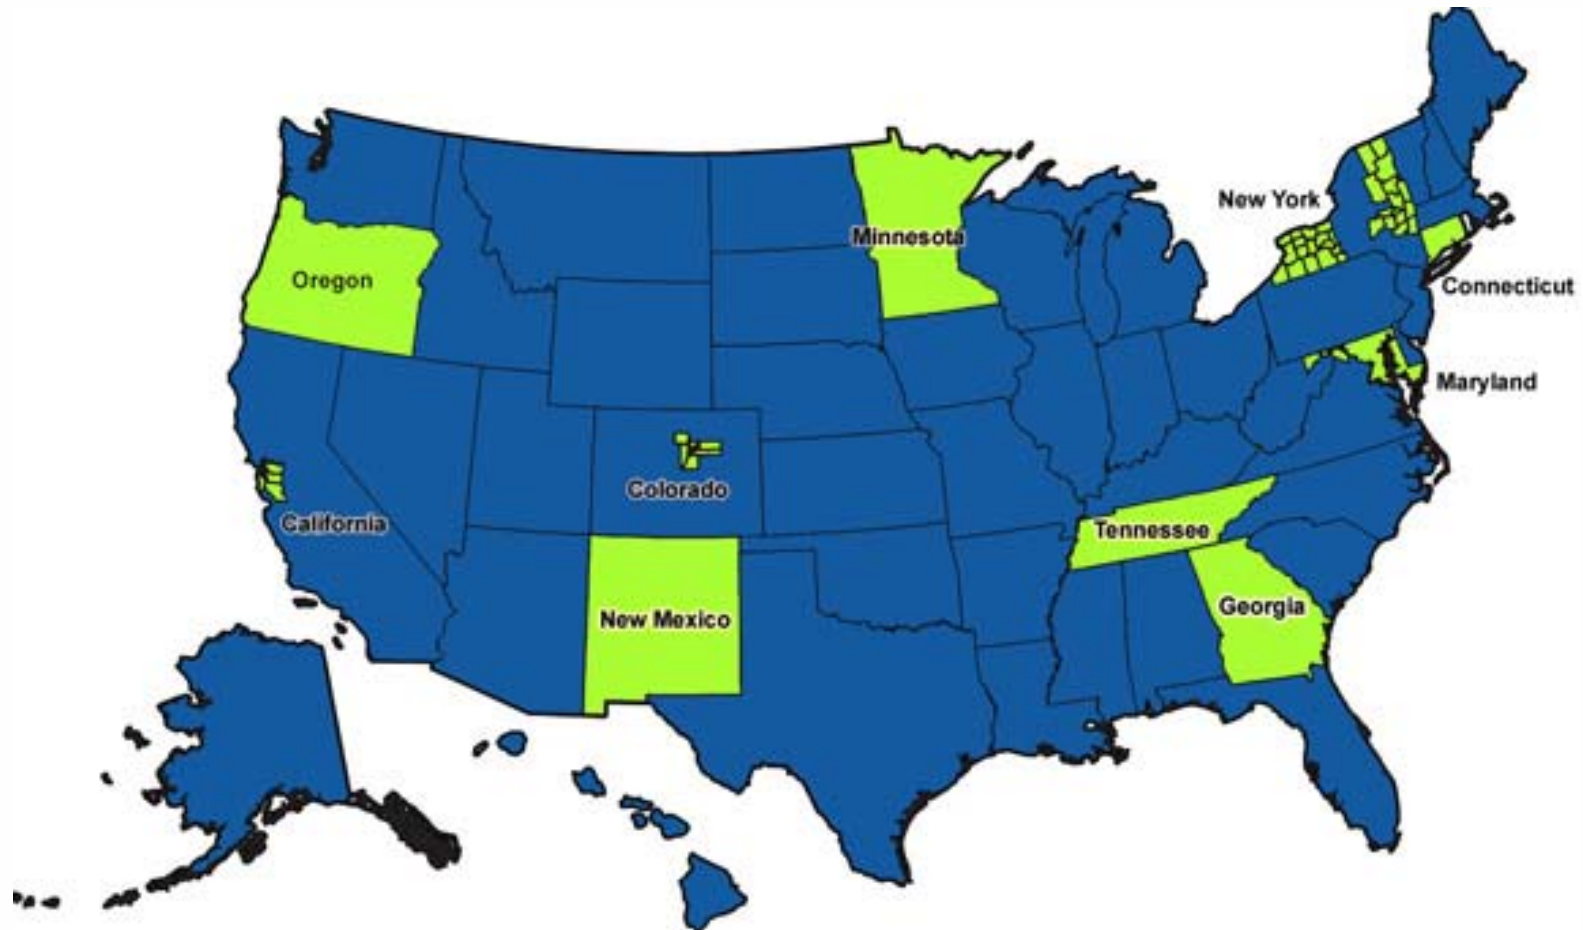 New York
Minnesota
Oregon
Connecticut
Maryland
Colorado
California
Tennessee
Georgia
New Mexico